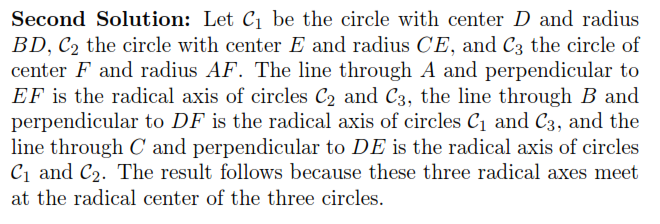 Second Solution: Let C₁ be the circle with center D and radius
BD, C₂ the circle with center E and radius CE, and C₃ the circle of
center F and radius AF. The line through A and perpendicular to
EF is the radical axis of circles C₂ and C₃, the line through B and
perpendicular to DF is the radical axis of circles C₁ and C₃, and the
line through C and perpendicular to DE is the radical axis of circles
C₁ and C₂. The result follows because these three radical axes meet
at the radical center of the three circles.